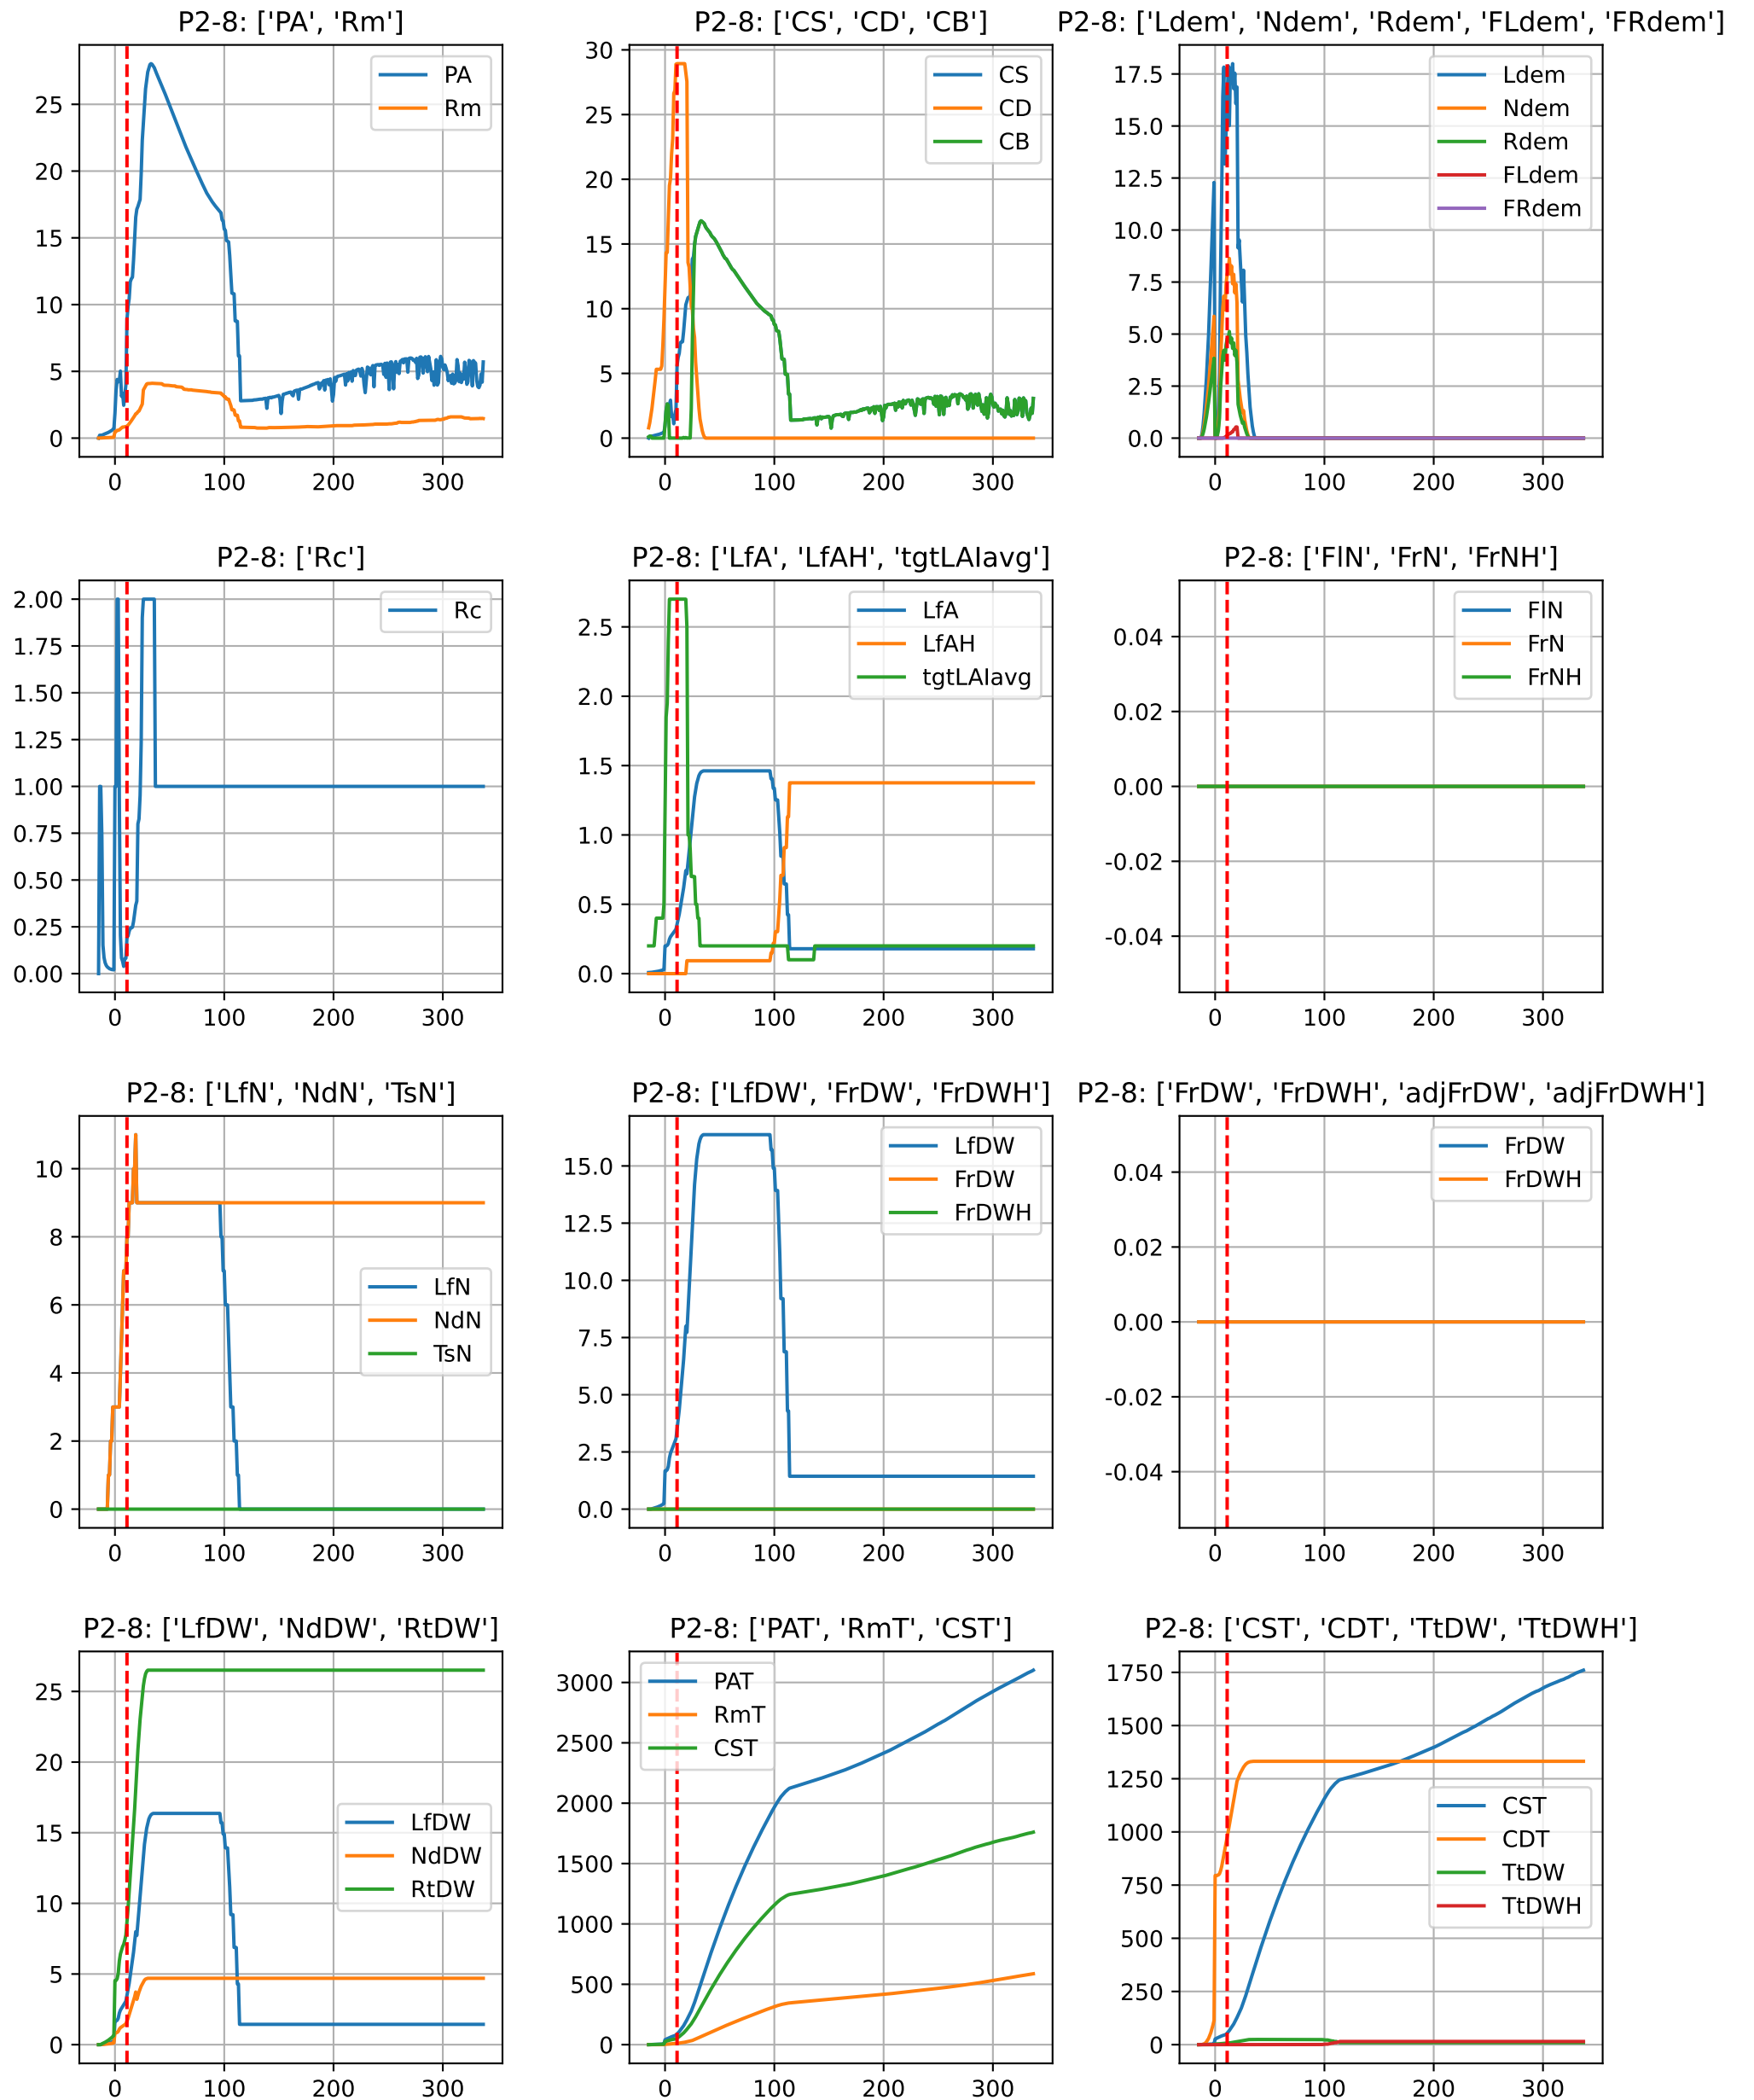 P2-8: ['PA', 'Rm']
25
20
15
10
5
0
0 100 200 300
PA
Rm
P2-8: ['CS', 'CD', 'CB']
30
25
20
15
10
5
0
0 100 200 300
CS
CD
CB
P2-8: ['Ldem', 'Ndem', 'Rdem', 'FLdem', 'FRdem']
17.5
15.0
12.5
10.0
7.5
5.0
2.5
0.0
0 100 200 300
Ldem
Ndem
Rdem
FLdem
FRdem
P2-8: ['Rc']
2.00
1.75
1.50
1.25
1.00
0.75
0.50
0.25
0.00
0 100 200 300
Rc
P2-8: ['LfA', 'LfAH', 'tgtLAIavg']
2.5
2.0
1.5
1.0
0.5
0.0
0 100 200 300
LfA
LfAH
tgtLAIavg
P2-8: ['FlN', 'FrN', 'FrNH']
0.04
0.02
0.00
-0.02
-0.04
0 100 200 300
FlN
FrN
FrNH
P2-8: ['LfN', 'NdN', 'TsN']
10
8
6
4
2
0
0 100 200 300
LfN
NdN
TsN
P2-8: ['LfDW', 'FrDW', 'FrDWH']
15.0
12.5
10.0
7.5
5.0
2.5
0.0
0 100 200 300
LfDW
FrDW
FrDWH
P2-8: ['FrDW', 'FrDWH', 'adjFrDW', 'adjFrDWH']
0.04
0.02
0.00
-0.02
-0.04
0 100 200 300
FrDW
FrDWH
P2-8: ['LfDW', 'NdDW', 'RtDW']
25
20
15
10
5
0
0 100 200 300
LfDW
NdDW
RtDW
P2-8: ['PAT', 'RmT', 'CST']
3000
2500
2000
1500
1000
500
0
0 100 200 300
PAT
RmT
CST
P2-8: ['CST', 'CDT', 'TtDW', 'TtDWH']
1750
1500
1250
1000
750
500
250
0
0 100 200 300
CST
CDT
TtDW
TtDWH